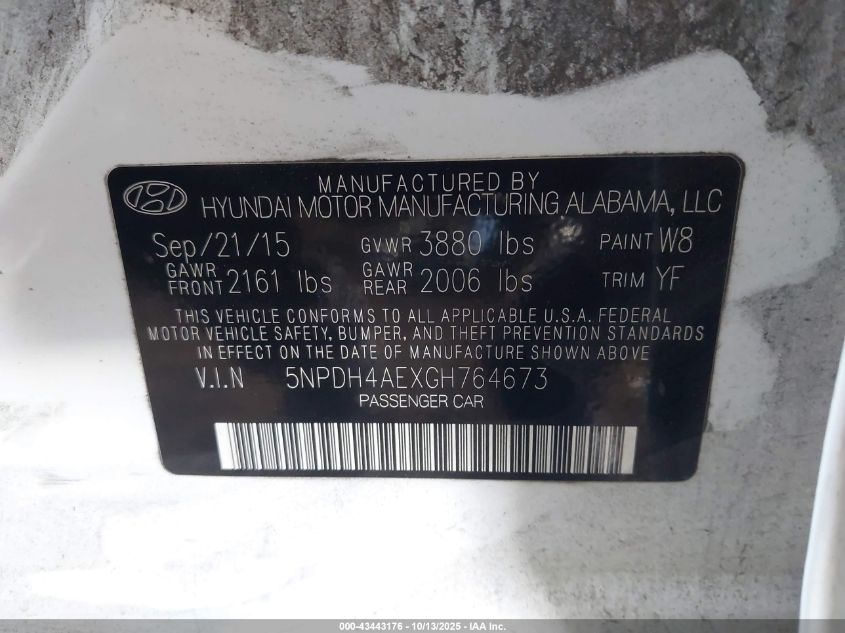 MANUFACTURED BY
HYUNDAI MOTOR MANUFACTURING ALABAMA, LLC
Sep/21/15 GVWR 3880 lbs PAINT W8
GAWR FRONT 2161 lbs GAWR REAR 2006 lbs TRIM YF
THIS VEHICLE CONFORMS TO ALL APPLICABLE U.S.A. FEDERAL
MOTOR VEHICLE SAFETY, BUMPER, AND THEFT PREVENTION STANDARDS
IN EFFECT ON THE DATE OF MANUFACTURE SHOWN ABOVE
V.I.N 5NPDH4AEXGH764673
PASSENGER CAR
000-43443176 - 10/13/2025 - IAA Inc.